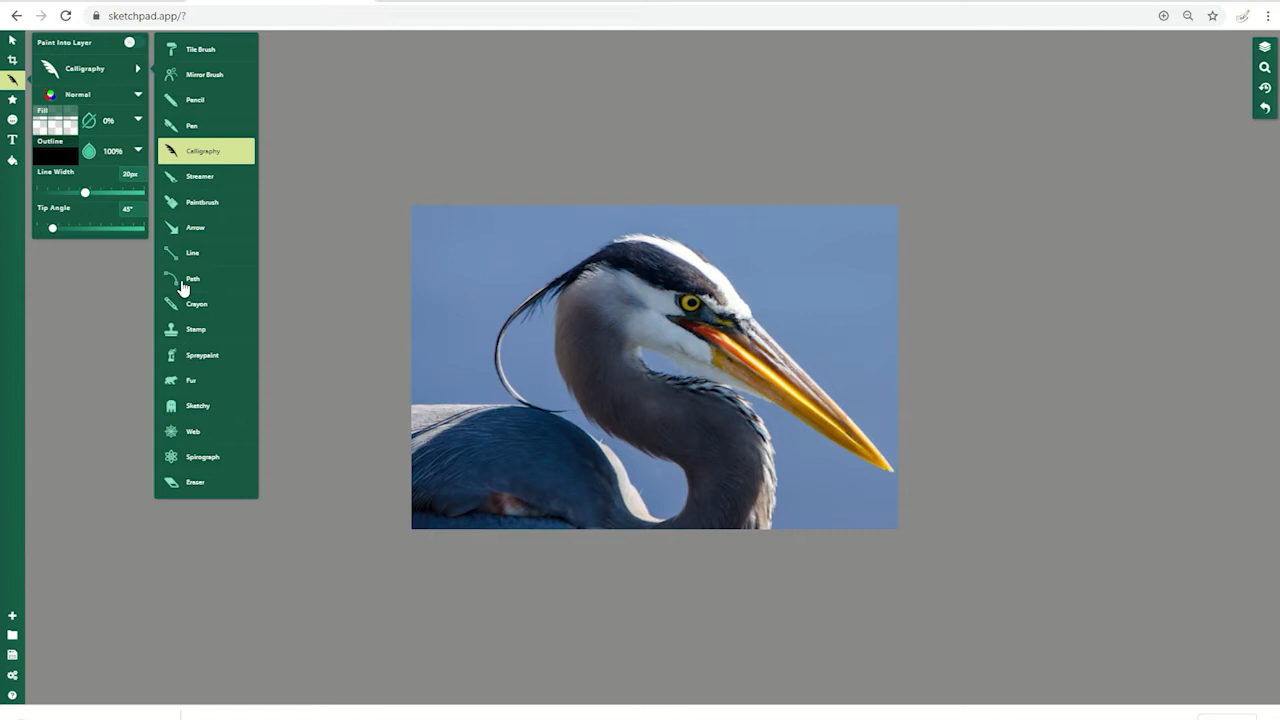 sketchpad.app/?
Paint Into Layer
Calligraphy
Normal
Fill
0%
Outline
100%
Line Width
20px
Tip Angle
45°
Tile Brush
Mirror Brush
Pencil
Pen
Calligraphy
Streamer
Paintbrush
Arrow
Line
Path
Crayon
Stamp
Spraypaint
Fur
Sketchy
Web
Spirograph
Eraser
T